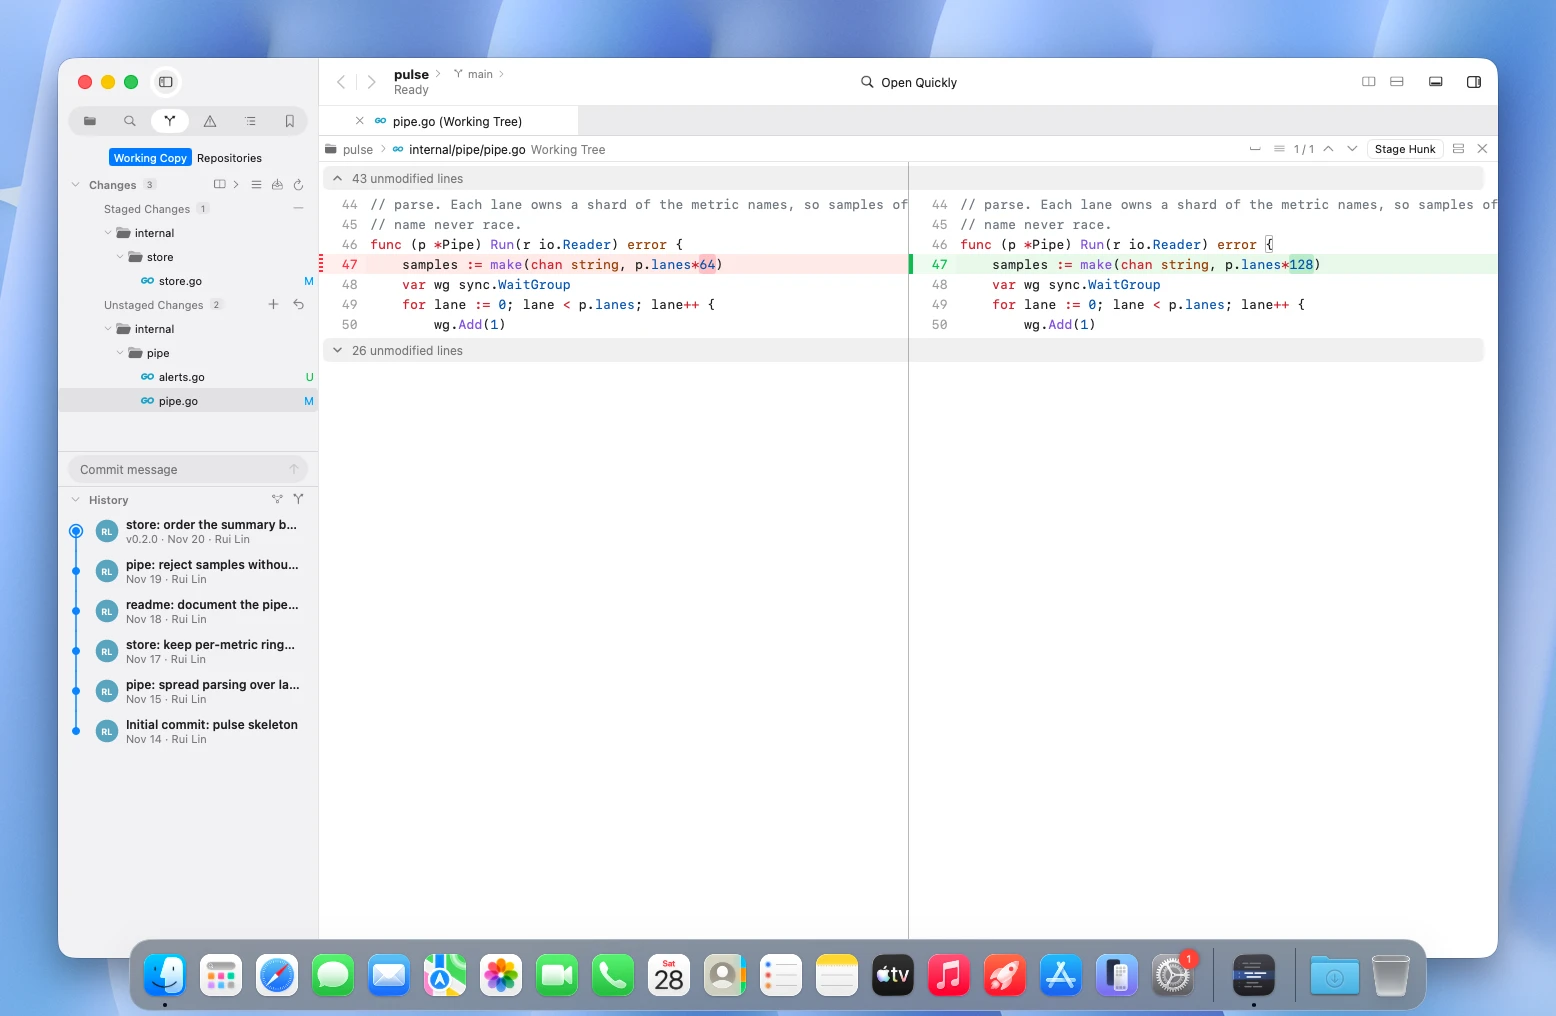 pulse
main
Ready
Open Quickly
pipe.go (Working Tree)
Working Copy
Repositories
pulse
internal/pipe/pipe.go Working Tree
1 / 1
Stage Hunk
Changes 3
Staged Changes 1
internal
store
store.go M
Unstaged Changes 2
internal
pipe
alerts.go U
pipe.go M
Commit message
History
store: order the summary b...
v0.2.0 · Nov 20 · Rui Lin
RL
pipe: reject samples withou...
Nov 19 · Rui Lin
RL
readme: document the pipe...
Nov 18 · Rui Lin
RL
store: keep per-metric ring...
Nov 17 · Rui Lin
RL
pipe: spread parsing over la...
Nov 15 · Rui Lin
RL
Initial commit: pulse skeleton
Nov 14 · Rui Lin
RL
43 unmodified lines
44 // parse. Each lane owns a shard of the metric names, so samples of
45 // name never race.
46 func (p *Pipe) Run(r io.Reader) error {
47 samples := make(chan string, p.lanes*64)
48 var wg sync.WaitGroup
49 for lane := 0; lane < p.lanes; lane++ {
50 wg.Add(1)
26 unmodified lines
44 // parse. Each lane owns a shard of the metric names, so samples of
45 // name never race.
46 func (p *Pipe) Run(r io.Reader) error {
47 samples := make(chan string, p.lanes*128)
48 var wg sync.WaitGroup
49 for lane := 0; lane < p.lanes; lane++ {
50 wg.Add(1)
Sat
28
tv
1